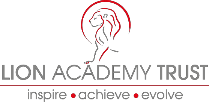 LION ACADEMY TRUST
inspire • achieve • evolve